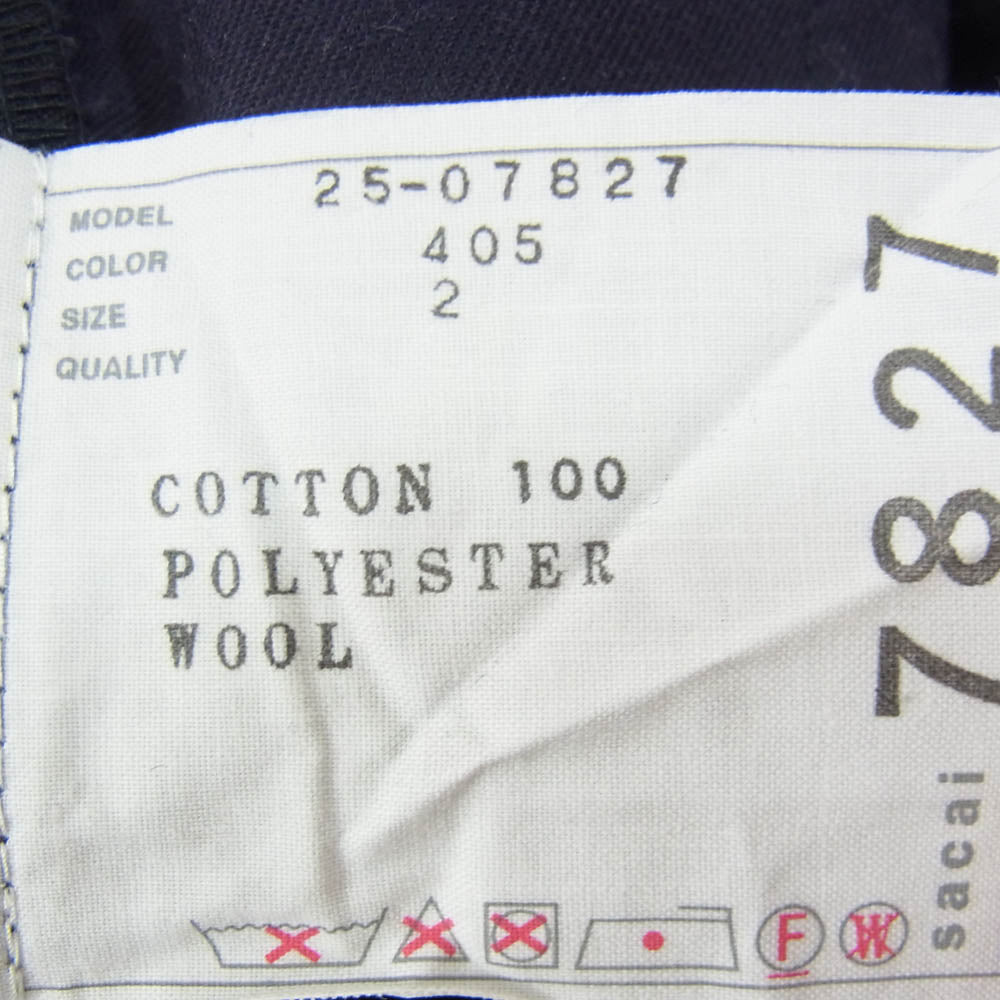 MODEL 25-07827
COLOR 405
SIZE 2
QUALITY
COTTON 100
POLYESTER
WOOL
7827
sacai
F
W